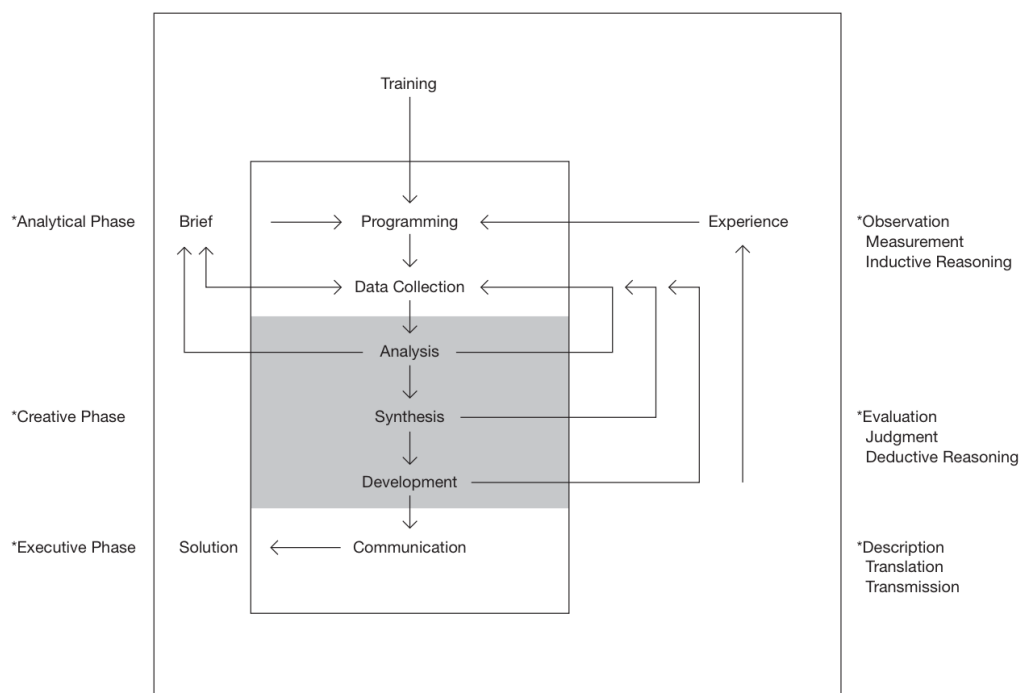 Training
*Analytical Phase
Brief
Programming
Experience
*Observation
Measurement
Inductive Reasoning
Data Collection
Analysis
*Creative Phase
Synthesis
*Evaluation
Judgment
Deductive Reasoning
Development
*Executive Phase
Solution
Communication
*Description
Translation
Transmission